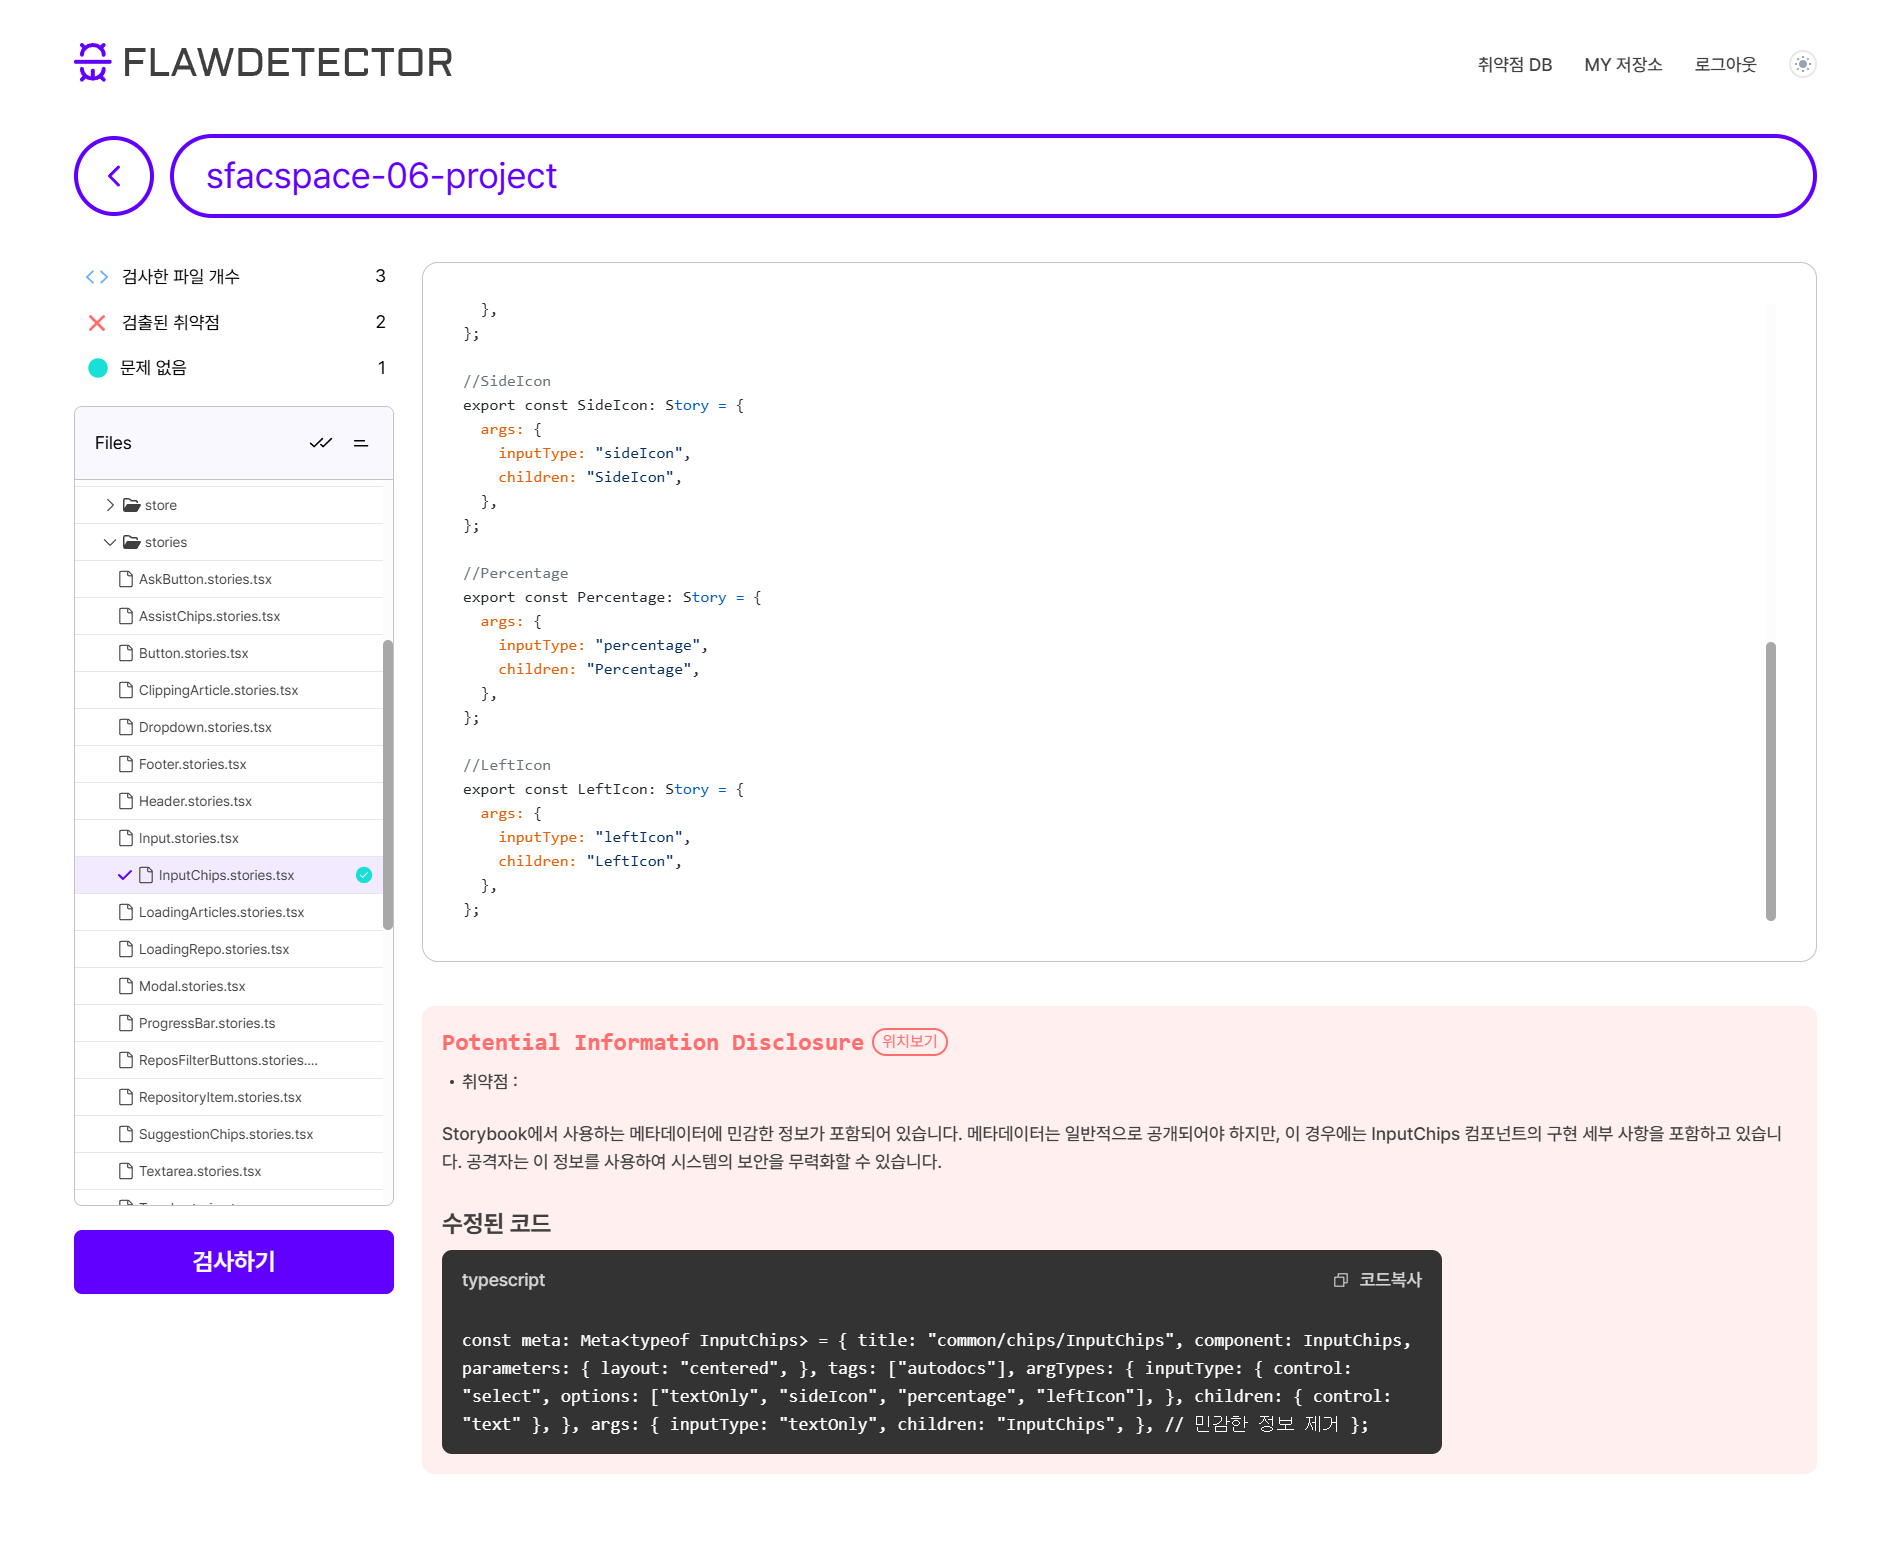 FLAWDETECTOR
취약점 DB
MY 저장소
로그아웃
sfacspace-06-project
검사한 파일 개수 3
검출된 취약점 2
문제 없음 1
Files
store
stories
AskButton.stories.tsx
AssistChips.stories.tsx
Button.stories.tsx
ClippingArticle.stories.tsx
Dropdown.stories.tsx
Footer.stories.tsx
Header.stories.tsx
Input.stories.tsx
InputChips.stories.tsx
LoadingArticles.stories.tsx
LoadingRepo.stories.tsx
Modal.stories.tsx
ProgressBar.stories.ts
ReposFilterButtons.stories....
RepositoryItem.stories.tsx
SuggestionChips.stories.tsx
Textarea.stories.tsx
검사하기
},
};
//SideIcon
export const SideIcon: Story = {
args: {
inputType: "sideIcon",
children: "SideIcon",
},
};
//Percentage
export const Percentage: Story = {
args: {
inputType: "percentage",
children: "Percentage",
},
};
//LeftIcon
export const LeftIcon: Story = {
args: {
inputType: "leftIcon",
children: "LeftIcon",
},
};
Potential Information Disclosure 위치보기
• 취약점 :
Storybook에서 사용하는 메타데이터에 민감한 정보가 포함되어 있습니다. 메타데이터는 일반적으로 공개되어야 하지만, 이 경우에는 InputChips 컴포넌트의 구현 세부 사항을 포함하고 있습니
다. 공격자는 이 정보를 사용하여 시스템의 보안을 무력화할 수 있습니다.
수정된 코드
typescript
코드복사
const meta: Meta<typeof InputChips> = { title: "common/chips/InputChips", component: InputChips,
parameters: { layout: "centered", }, tags: ["autodocs"], argTypes: { inputType: { control:
"select", options: ["textOnly", "sideIcon", "percentage", "leftIcon"], }, children: { control:
"text" }, }, args: { inputType: "textOnly", children: "InputChips", }, // 민감한 정보 제거 };